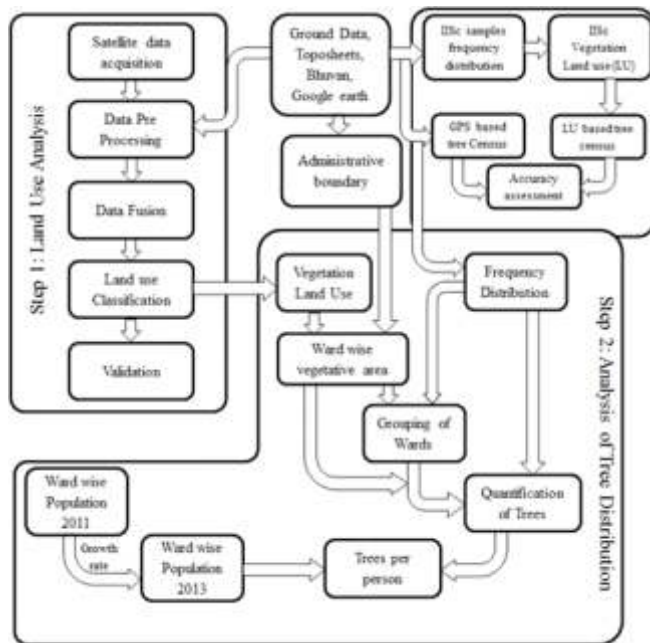 Step 1: Land Use Analysis
Satellite data
acquisition
Data Pre
Processing
Data Fusion
Land use
Classification
Validation
Ground Data,
Toposheets,
Bhuvan,
Google earth
Administrative
boundary
IISc samples
frequency
distribution
IISc
Vegetation
Land use (LU)
GPS based
tree Census
LU based tree
census
Accuracy
assessment
Step 2: Analysis of Tree Distribution
Vegetation
Land Use
Frequency
Distribution
Ward wise
vegetative area
Grouping of
Wards
Quantification
of Trees
Ward wise
Population
2011
Growth
rate
Ward wise
Population
2013
Trees per
person